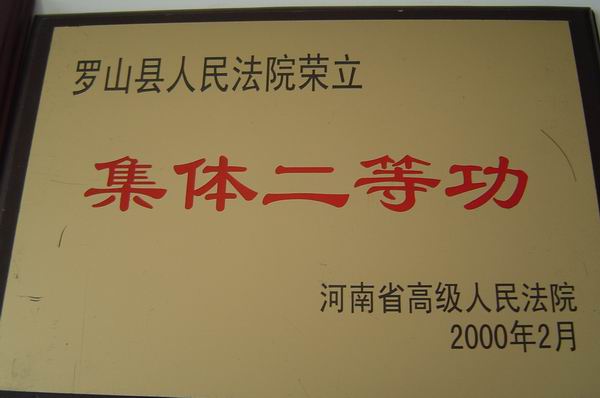 罗山县人民法院荣立
集体二等功
河南省高级人民法院
2000年2月